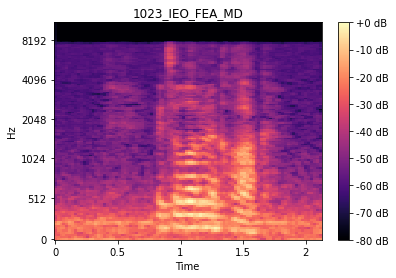 1023_IEO_FEA_MD
+0 dB
8192
-10 dB
4096
-20 dB
-30 dB
2048
-40 dB
Hz
1024
-50 dB
512
-60 dB
-70 dB
0
-80 dB
0 0.5 1 1.5 2
Time